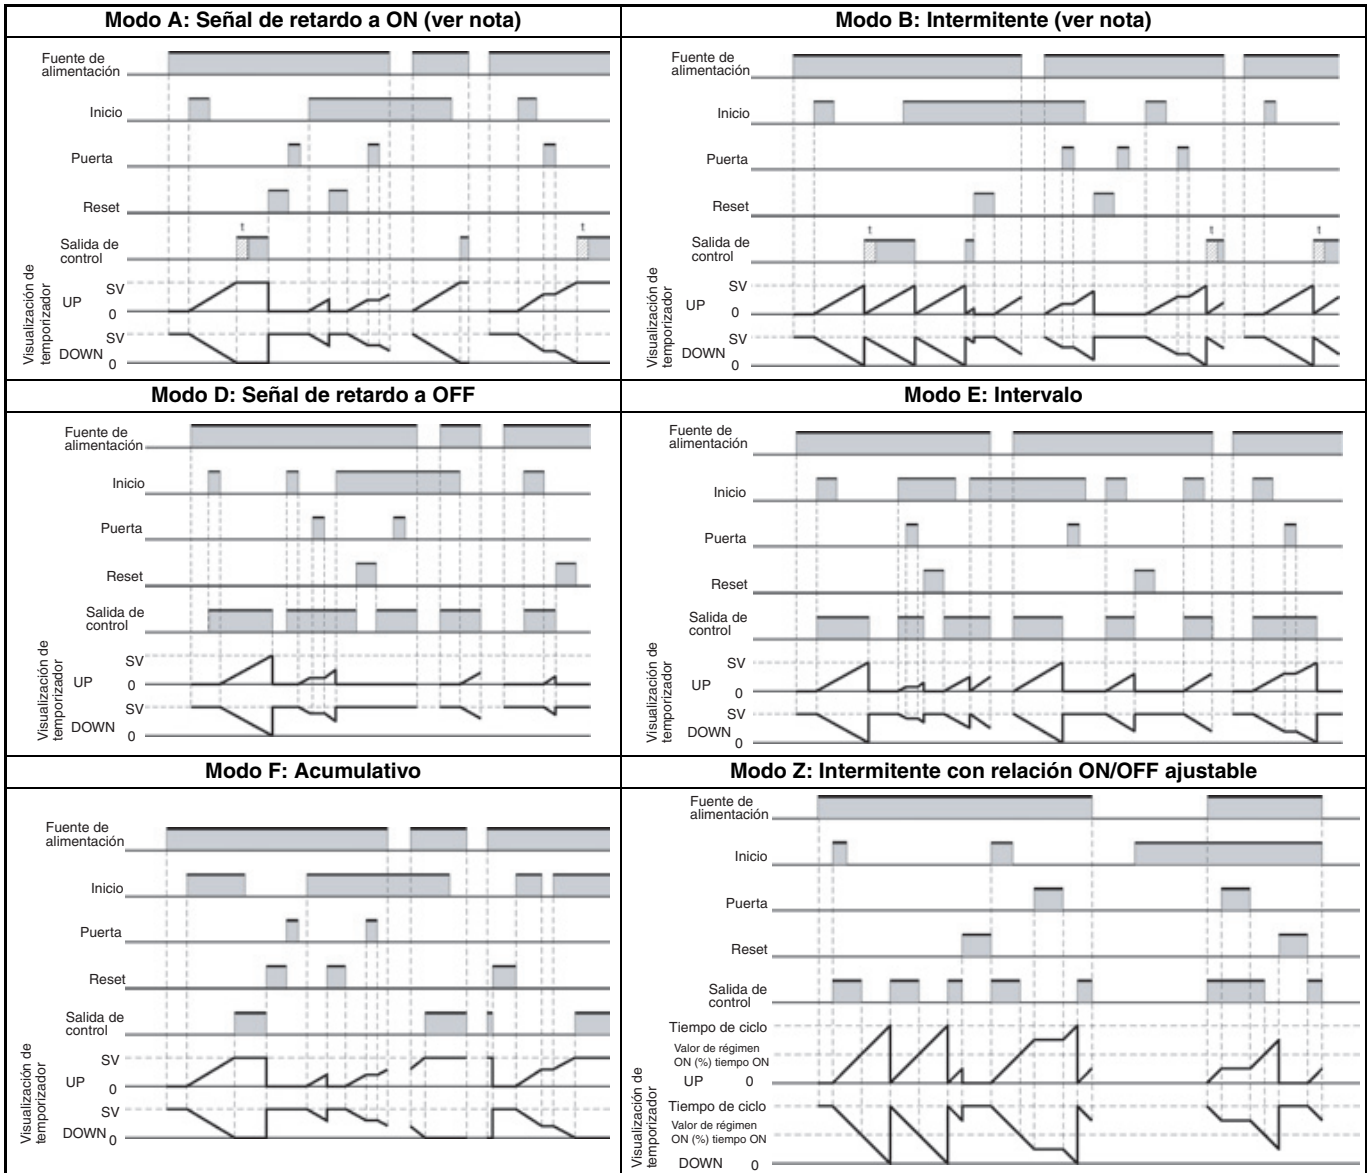 Modo A: Señal de retardo a ON (ver nota)
Fuente de
alimentación
Inicio
Puerta
Reset
t
t
Salida de
control
Visualización de
temporizador
UP
SV
0
DOWN
SV
0
Modo B: Intermitente (ver nota)
Fuente de
alimentación
Inicio
Puerta
Reset
t
t
t
Salida de
control
Visualización de
temporizador
UP
SV
0
DOWN
SV
0
Modo D: Señal de retardo a OFF
Fuente de
alimentación
Inicio
Puerta
Reset
Salida de
control
Visualización de
temporizador
UP
SV
0
DOWN
SV
0
Modo E: Intervalo
Fuente de
alimentación
Inicio
Puerta
Reset
Salida de
control
Visualización de
temporizador
UP
SV
0
DOWN
SV
0
Modo F: Acumulativo
Fuente de
alimentación
Inicio
Puerta
Reset
Salida de
control
Visualización de
temporizador
UP
SV
0
DOWN
SV
0
Modo Z: Intermitente con relación ON/OFF ajustable
Fuente de
alimentación
Inicio
Puerta
Reset
Salida de
control
Visualización de
temporizador
Tiempo de ciclo
Valor de régimen
ON (%) tiempo ON
UP 0
Tiempo de ciclo
Valor de régimen
ON (%) tiempo ON
DOWN 0